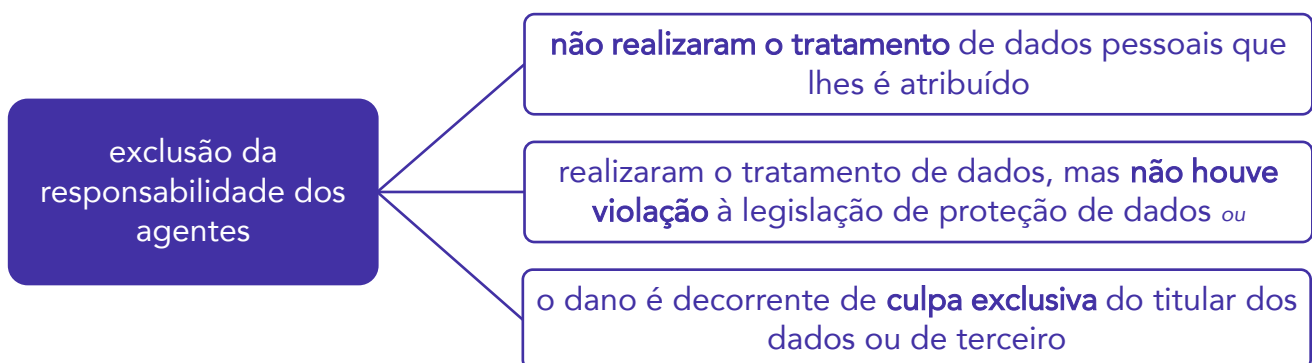 exclusão da
responsabilidade dos
agentes
não realizaram o tratamento de dados pessoais que
lhes é atribuído
realizaram o tratamento de dados, mas não houve
violação à legislação de proteção de dados ou
o dano é decorrente de culpa exclusiva do titular dos
dados ou de terceiro